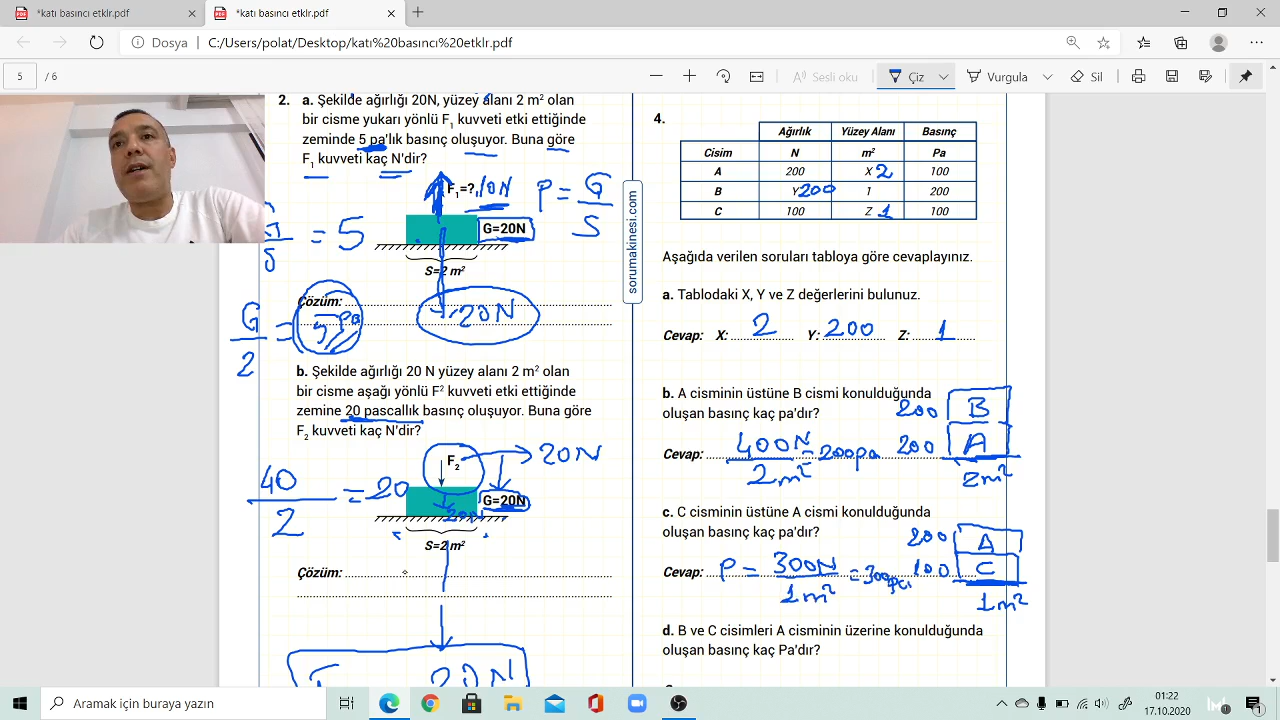 *katı basıncı etklr.pdf
*katı basıncı etklr.pdf
Dosya
C:/Users/polat/Desktop/katı%20basıncı%20etklr.pdf
5 / 6
Sesli oku
Çiz
Vurgula
Sil
2. a. Şekilde ağırlığı 20N, yüzey alanı 2 m² olan
bir cisme yukarı yönlü F₁ kuvveti etki ettiğinde
zeminde 5 pa'lık basınç oluşuyor. Buna göre
F₁ kuvveti kaç N'dir?
F₁=? 10N
P = G/S
= 5
G=20N
S=2 m²
Çözüm:
20N
G/2 = 5 pa
b. Şekilde ağırlığı 20 N yüzey alanı 2 m² olan
bir cisme aşağı yönlü F² kuvveti etki ettiğinde
zemine 20 pascallık basınç oluşuyor. Buna göre
F₂ kuvveti kaç N'dir?
F₂
20N
40/2 = 20
G=20N
20N
S=2 m²
Çözüm:
20N
sorumakinesi.com
4.
Ağırlık Yüzey Alanı Basınç
Cisim N m² Pa
A 200 X 2 100
B Y 200 1 200
C 100 Z 1 100
Aşağıda verilen soruları tabloya göre cevaplayınız.
a. Tablodaki X, Y ve Z değerlerini bulunuz.
Cevap: X: 2 Y: 200 Z: 1
b. A cisminin üstüne B cismi konulduğunda
oluşan basınç kaç pa'dır?
200 B
Cevap: 400N/2m² = 200pa
200 A
2m²
c. C cisminin üstüne A cismi konulduğunda
oluşan basınç kaç pa'dır?
200 A
Cevap: P = 300N/1m² = 300pa
100 C
1m²
d. B ve C cisimleri A cisminin üzerine konulduğunda
oluşan basınç kaç Pa'dır?
Aramak için buraya yazın
01:22
17.10.2020